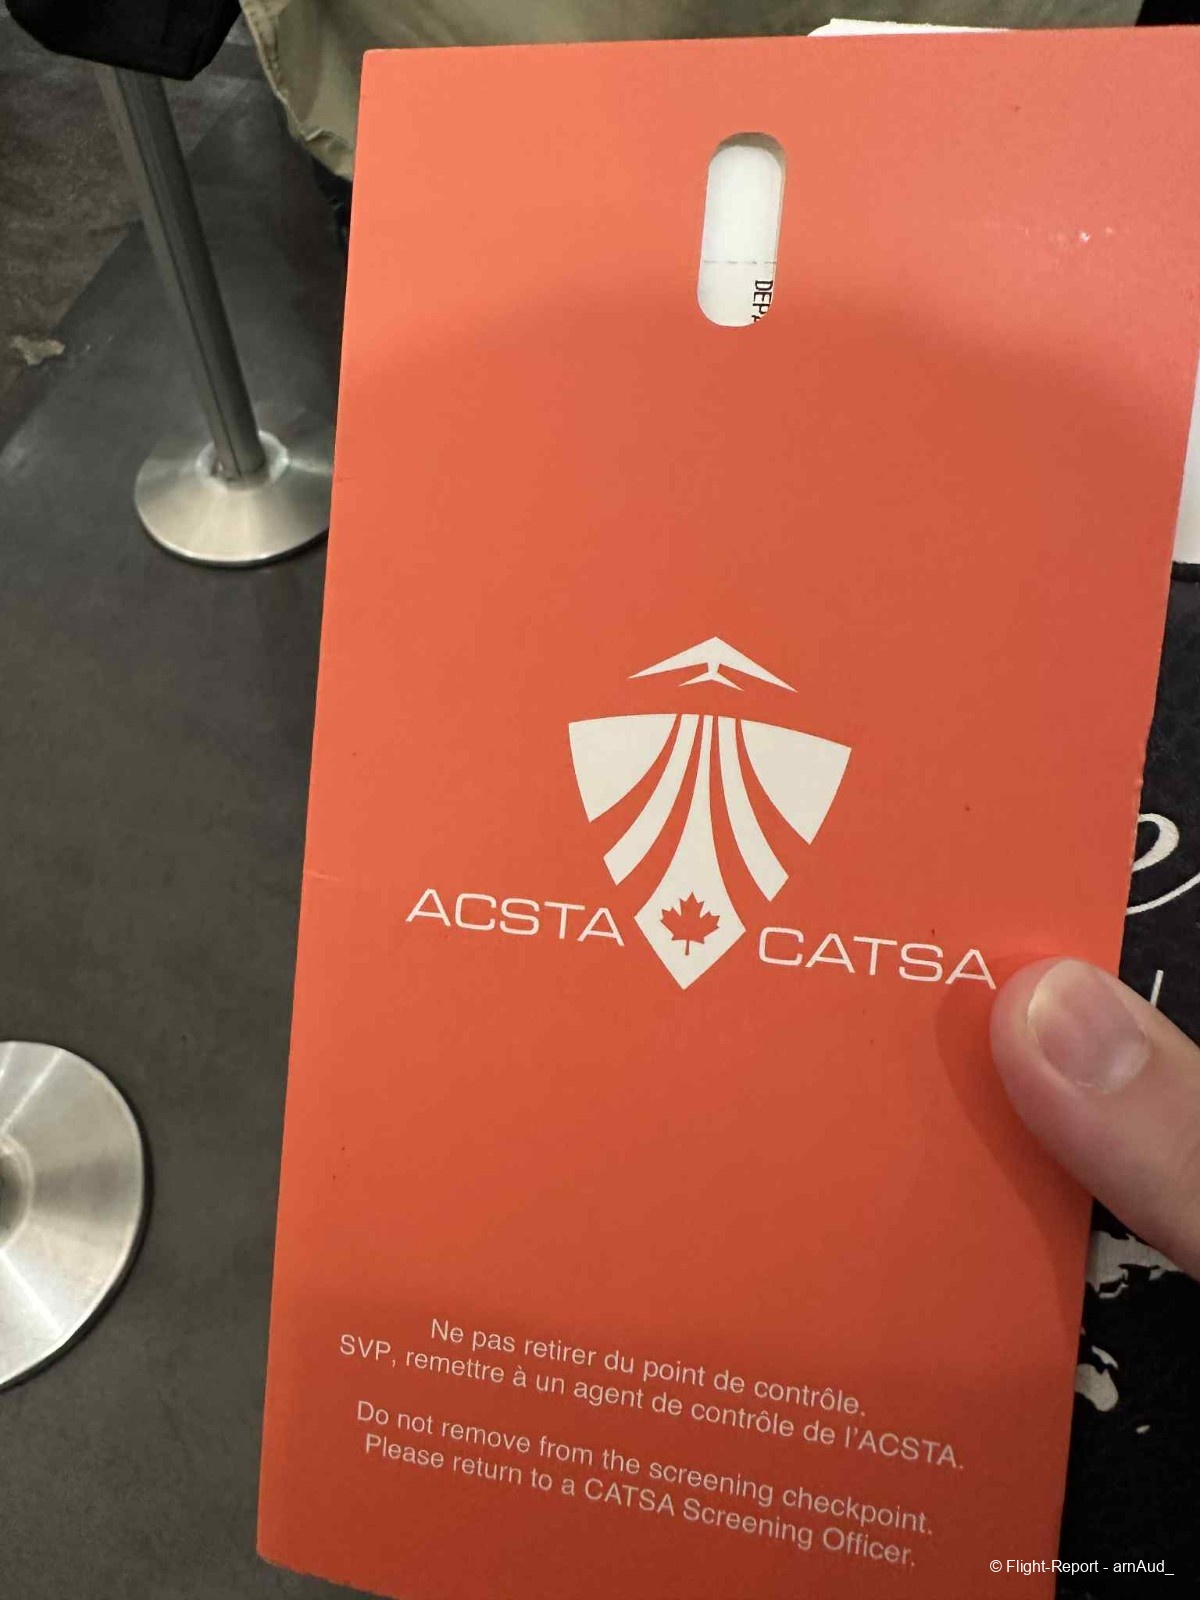 DEPA
ACSTA CATSA
Ne pas retirer du point de contrôle.
SVP, remettre à un agent de contrôle de l'ACSTA.
Do not remove from the screening checkpoint.
Please return to a CATSA Screening Officer.
© Flight-Report - arnAud_